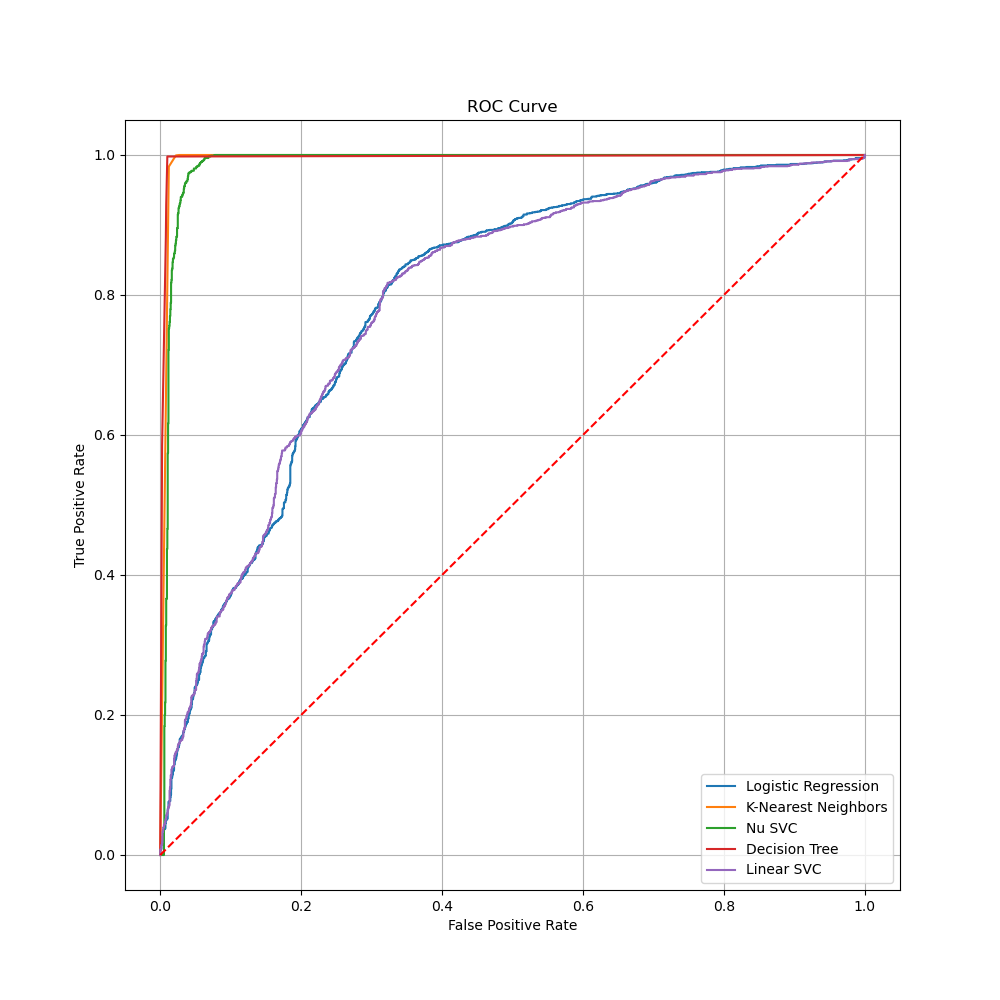 ROC Curve
True Positive Rate
1.0
0.8
0.6
0.4
0.2
0.0
0.0 0.2 0.4 0.6 0.8 1.0
False Positive Rate
Logistic Regression
K-Nearest Neighbors
Nu SVC
Decision Tree
Linear SVC